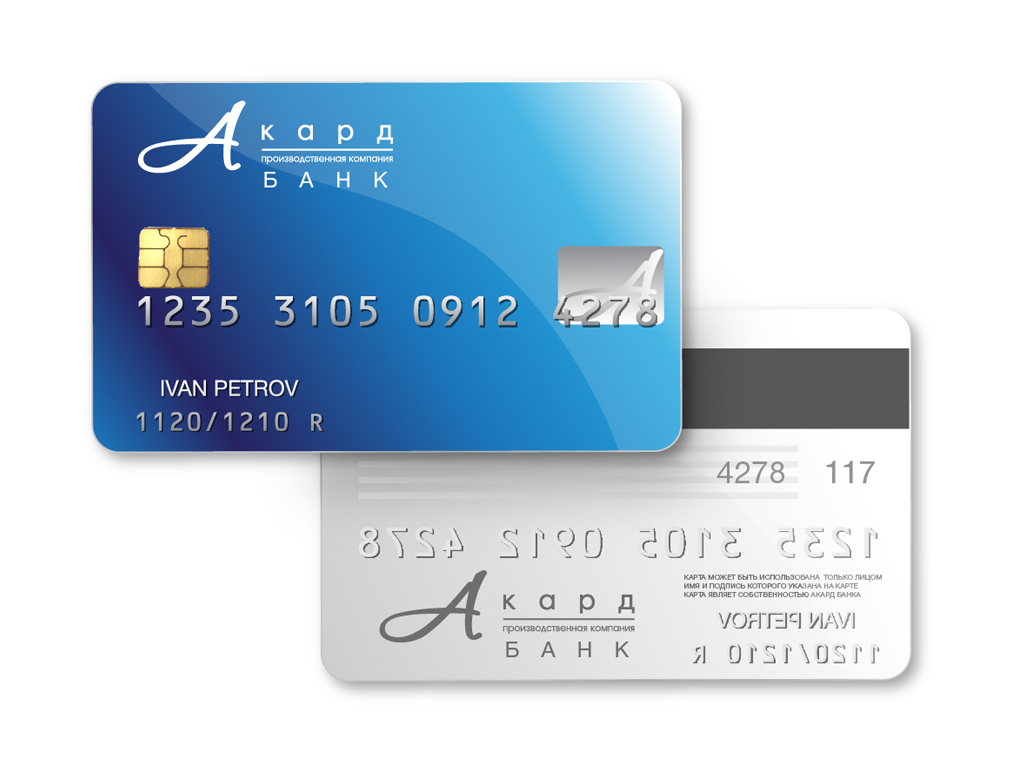 Акард
производственная компания
БАНК
1235 3105 0912 4278
IVAN PETROV
1120/1210 R
4278 117
1235 3105 0912 4278
Акард
производственная компания
БАНК
КАРТА МОЖЕТ БЫТЬ ИСПОЛЬЗОВАНА ТОЛЬКО ЛИЦОМ
ИМЯ И ПОДПИСЬ КОТОРОГО УКАЗАНА НА КАРТЕ
КАРТА ЯВЛЯЕТ СОБСТВЕННОСТЬЮ АКАРД БАНКА
IVAN PETROV
1120/1210 R